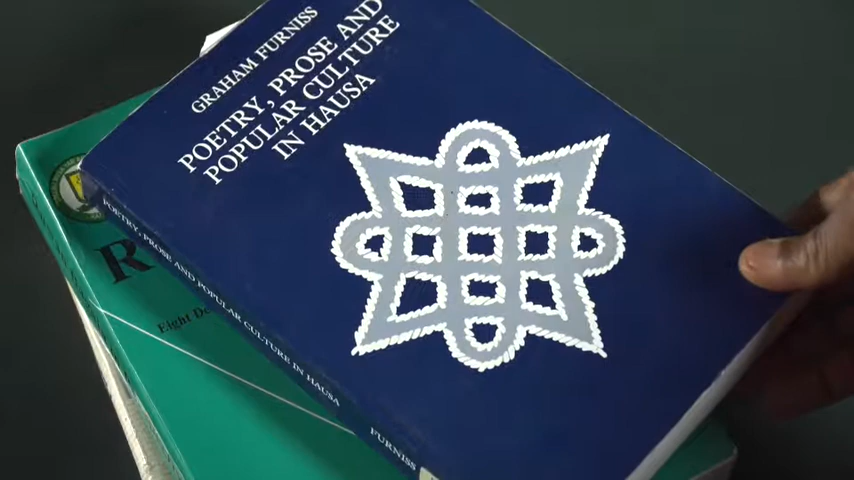 GRAHAM FURNISS
POETRY, PROSE AND
POPULAR CULTURE
IN HAUSA
POETRY, PROSE AND POPULAR CULTURE IN HAUSA
FURNISS
R
Eight